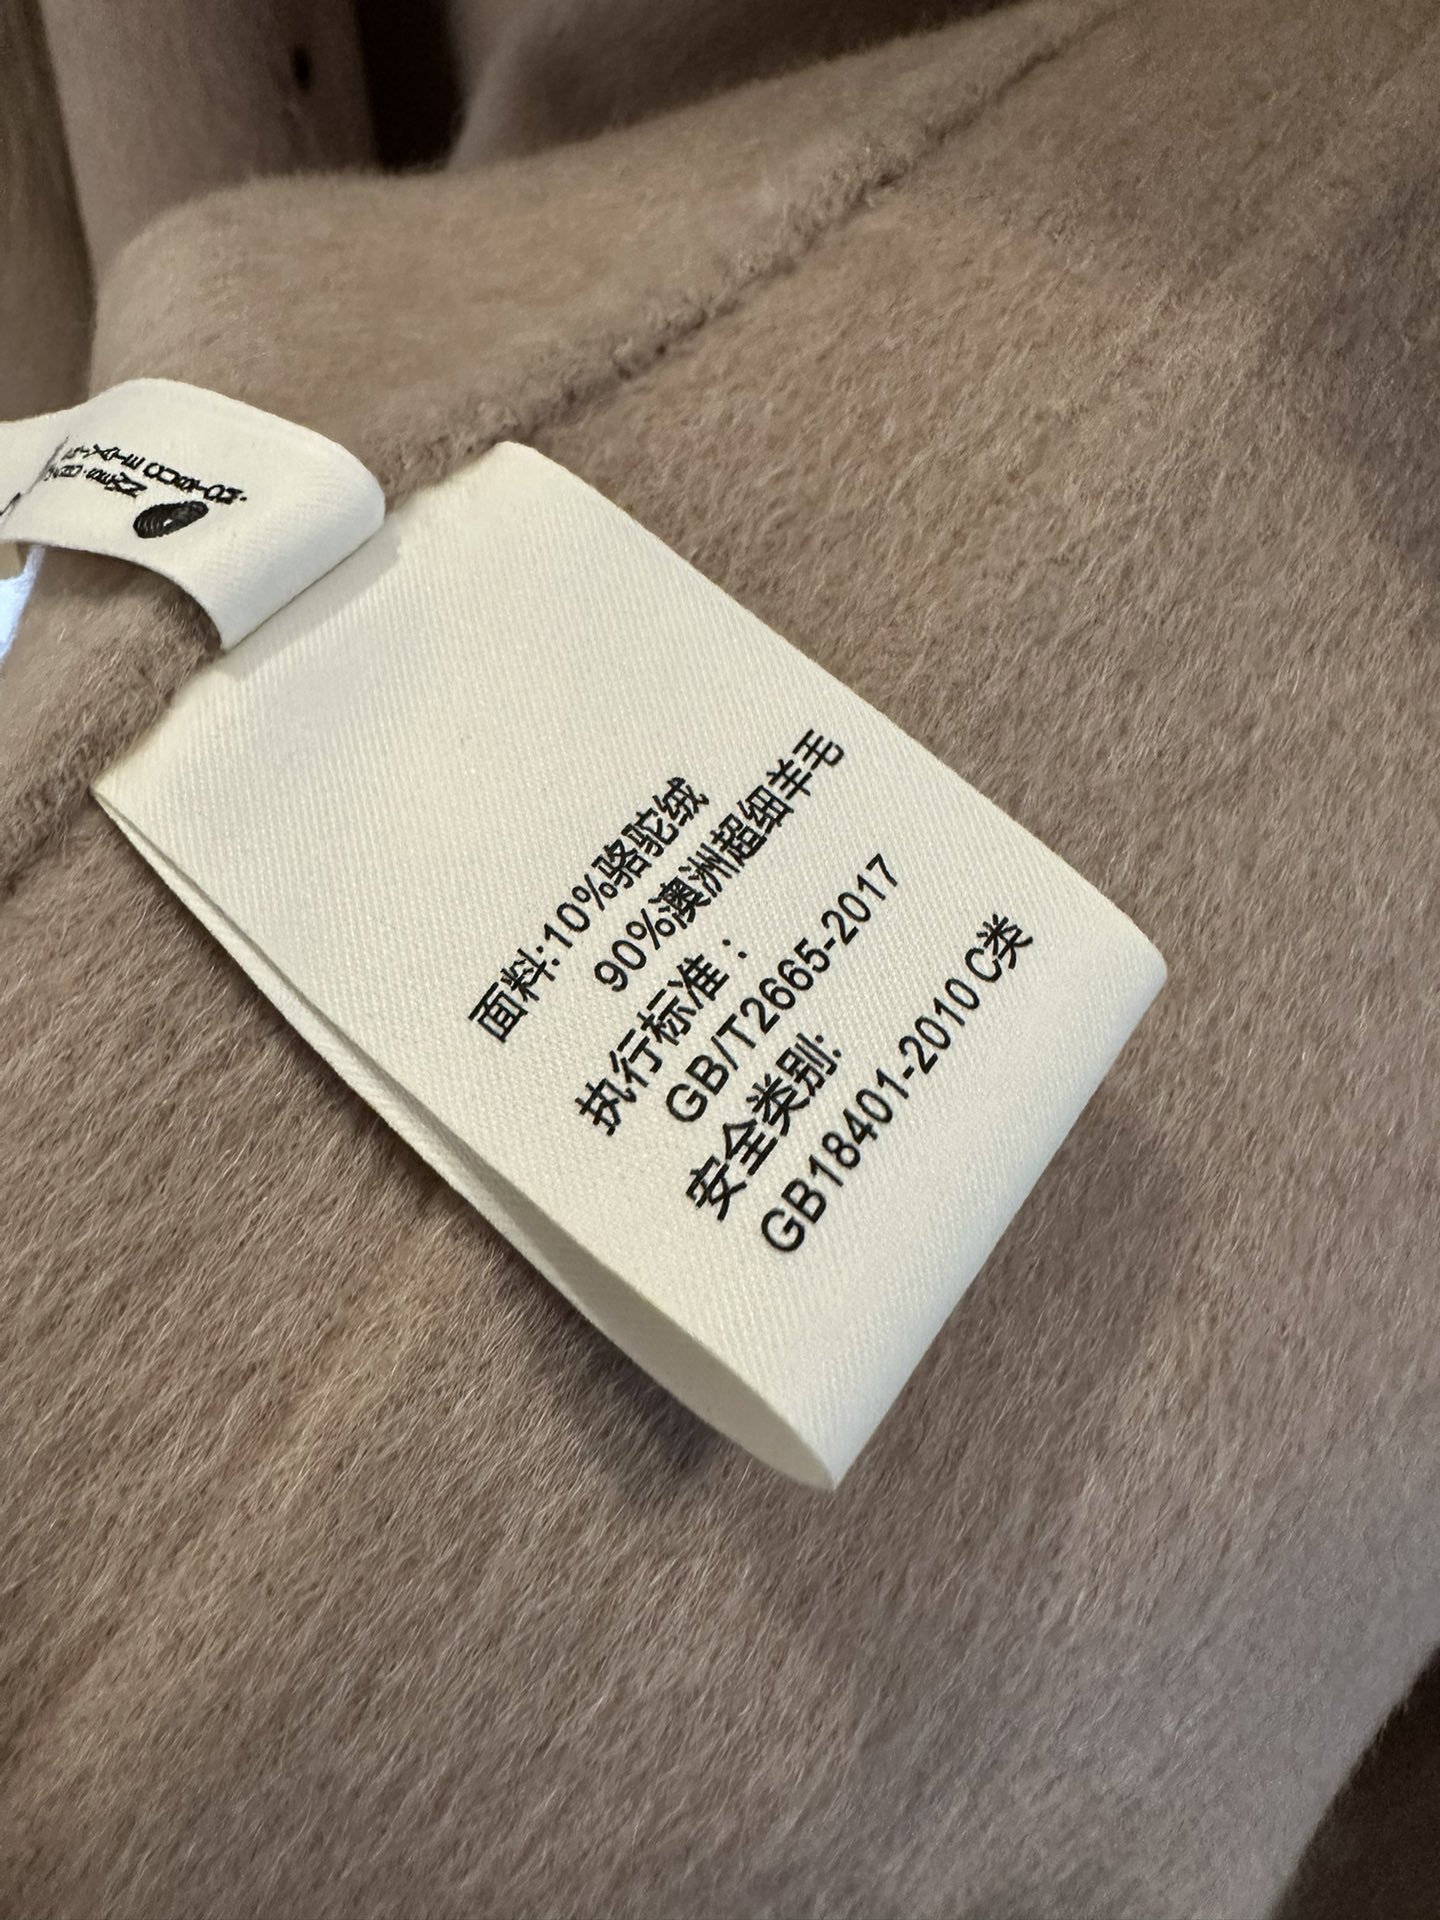 面料:10%骆驼绒
90%澳洲超细羊毛
执行标准：
GB/T2665-2017
安全类别:
GB18401-2010 C类